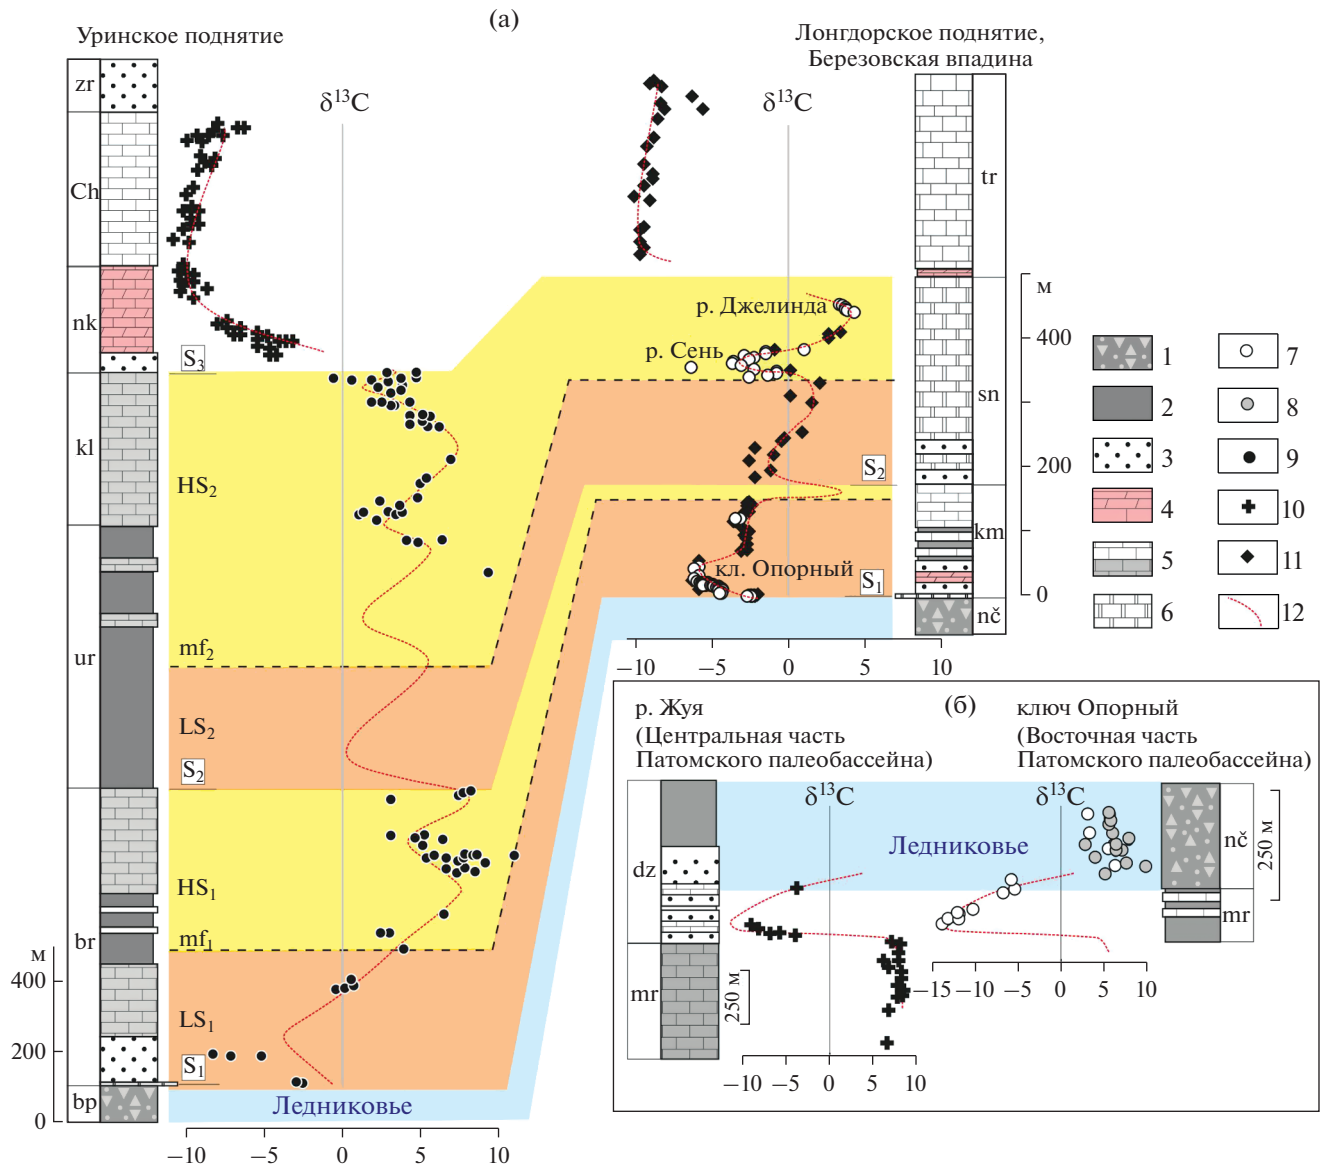 (а)
Уринское поднятие
Лонгдорское поднятие,
Березовская впадина
zr
Ch
nk
kl
ur
br
bp
δ¹³C
S₃
HS₂
mf₂
LS₂
S₂
HS₁
mf₁
LS₁
S₁
Ледниковье
м
400
200
0
−10 −5 0 5 10
δ¹³C
р. Джелинда
р. Сень
кл. Опорный
S₂
S₁
tr
sn
km
nč
м
400
200
0
−10 −5 0 5 10
1
2
3
4
5
6
7
8
9
10
11
12
(б)
р. Жуя
(Центральная часть
Патомского палеобассейна)
ключ Опорный
(Восточная часть
Патомского палеобассейна)
δ¹³C
δ¹³C
Ледниковье
dz
mr
250 м
−10 −5 0 5 10
−15 −10 −5 0 5 10
nč
mr
250 м